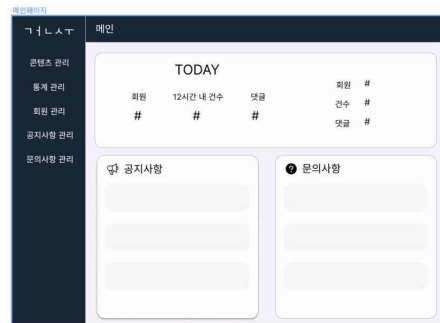 메인페이지
ㄱㅓㄴㅅㅜ
메인
콘텐츠 관리
통계 관리
회원 관리
공지사항 관리
문의사항 관리
TODAY
회원 12시간 내 건수 댓글
# # #
회원 #
건수 #
댓글 #
공지사항
문의사항